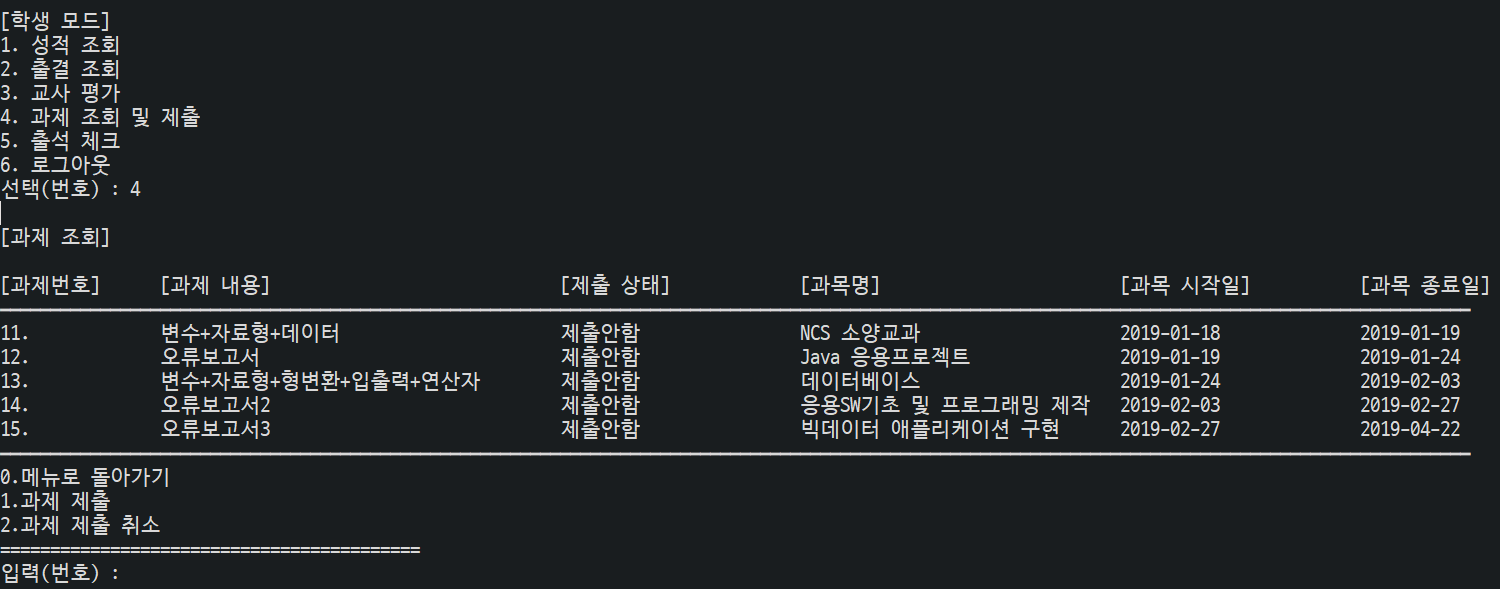 [학생 모드]
1. 성적 조회
2. 출결 조회
3. 교사 평가
4. 과제 조회 및 제출
5. 출석 체크
6. 로그아웃
선택(번호) : 4
[과제 조회]
[과제번호] [과제 내용] [제출 상태] [과목명] [과목 시작일] [과목 종료일]
11. 변수+자료형+데이터 제출안함 NCS 소양교과 2019-01-18 2019-01-19
12. 오류보고서 제출안함 Java 응용프로젝트 2019-01-19 2019-01-24
13. 변수+자료형+형변환+입출력+연산자 제출안함 데이터베이스 2019-01-24 2019-02-03
14. 오류보고서2 제출안함 응용SW기초 및 프로그래밍 제작 2019-02-03 2019-02-27
15. 오류보고서3 제출안함 빅데이터 애플리케이션 구현 2019-02-27 2019-04-22
0.메뉴로 돌아가기
1.과제 제출
2.과제 제출 취소
==========================================
입력(번호) :